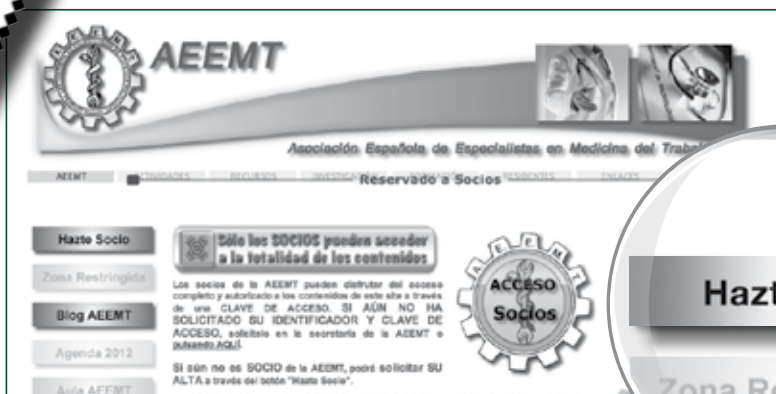 AEEMT
Asociación Española de Especialistas en Medicina del Traba
AEEMT ACTIVIDADES RECURSOS RESIDENTES ENLACES
Reservado a Socios
Hazte Socio
Zona Restringida
Blog AEEMT
Agenda 2012
Aula AEEMT
Sólo los SOCIOS pueden acceder
a la totalidad de los contenidos
Los socios de la AEEMT pueden disfrutar del acceso
completo y autorizado a los contenidos de este site a través
de una CLAVE DE ACCESO. SI AÚN NO HA
SOLICITADO SU IDENTIFICADOR Y CLAVE DE
ACCESO, solicítelo en la secretaría de la AEEMT o
pulsando AQUÍ.
Si aún no es SOCIO de la AEEMT, podrá solicitar SU
ALTA a través del botón "Hazte Socio".
AEEMT
ACCESO
Socios
Hazt
Zona Re